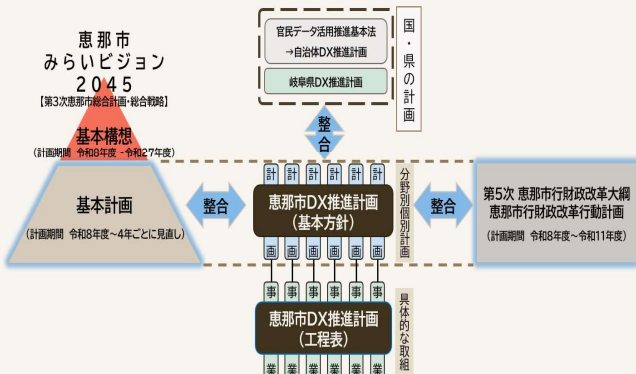 恵那市
みらいビジョン
2045
【第3次恵那市総合計画・総合戦略】
基本構想
(計画期間 令和8年度 -令和27年度)
基本計画
(計画期間 令和8年度～4年ごとに見直し)
整合
官民データ活用推進基本法
→自治体DX推進計画
岐阜県DX推進計画
国・県の計画
整合
計 計 計 計 計 計
恵那市DX推進計画
(基本方針)
画 画 画 画 画 画
分野別個別計画
整合
第5次 恵那市行財政改革大綱
恵那市行財政改革行動計画
(計画期間 令和8年度～令和11年度)
事 事 事 事 事 事
恵那市DX推進計画
(工程表)
業 業 業 業 業 業
具体的な取組